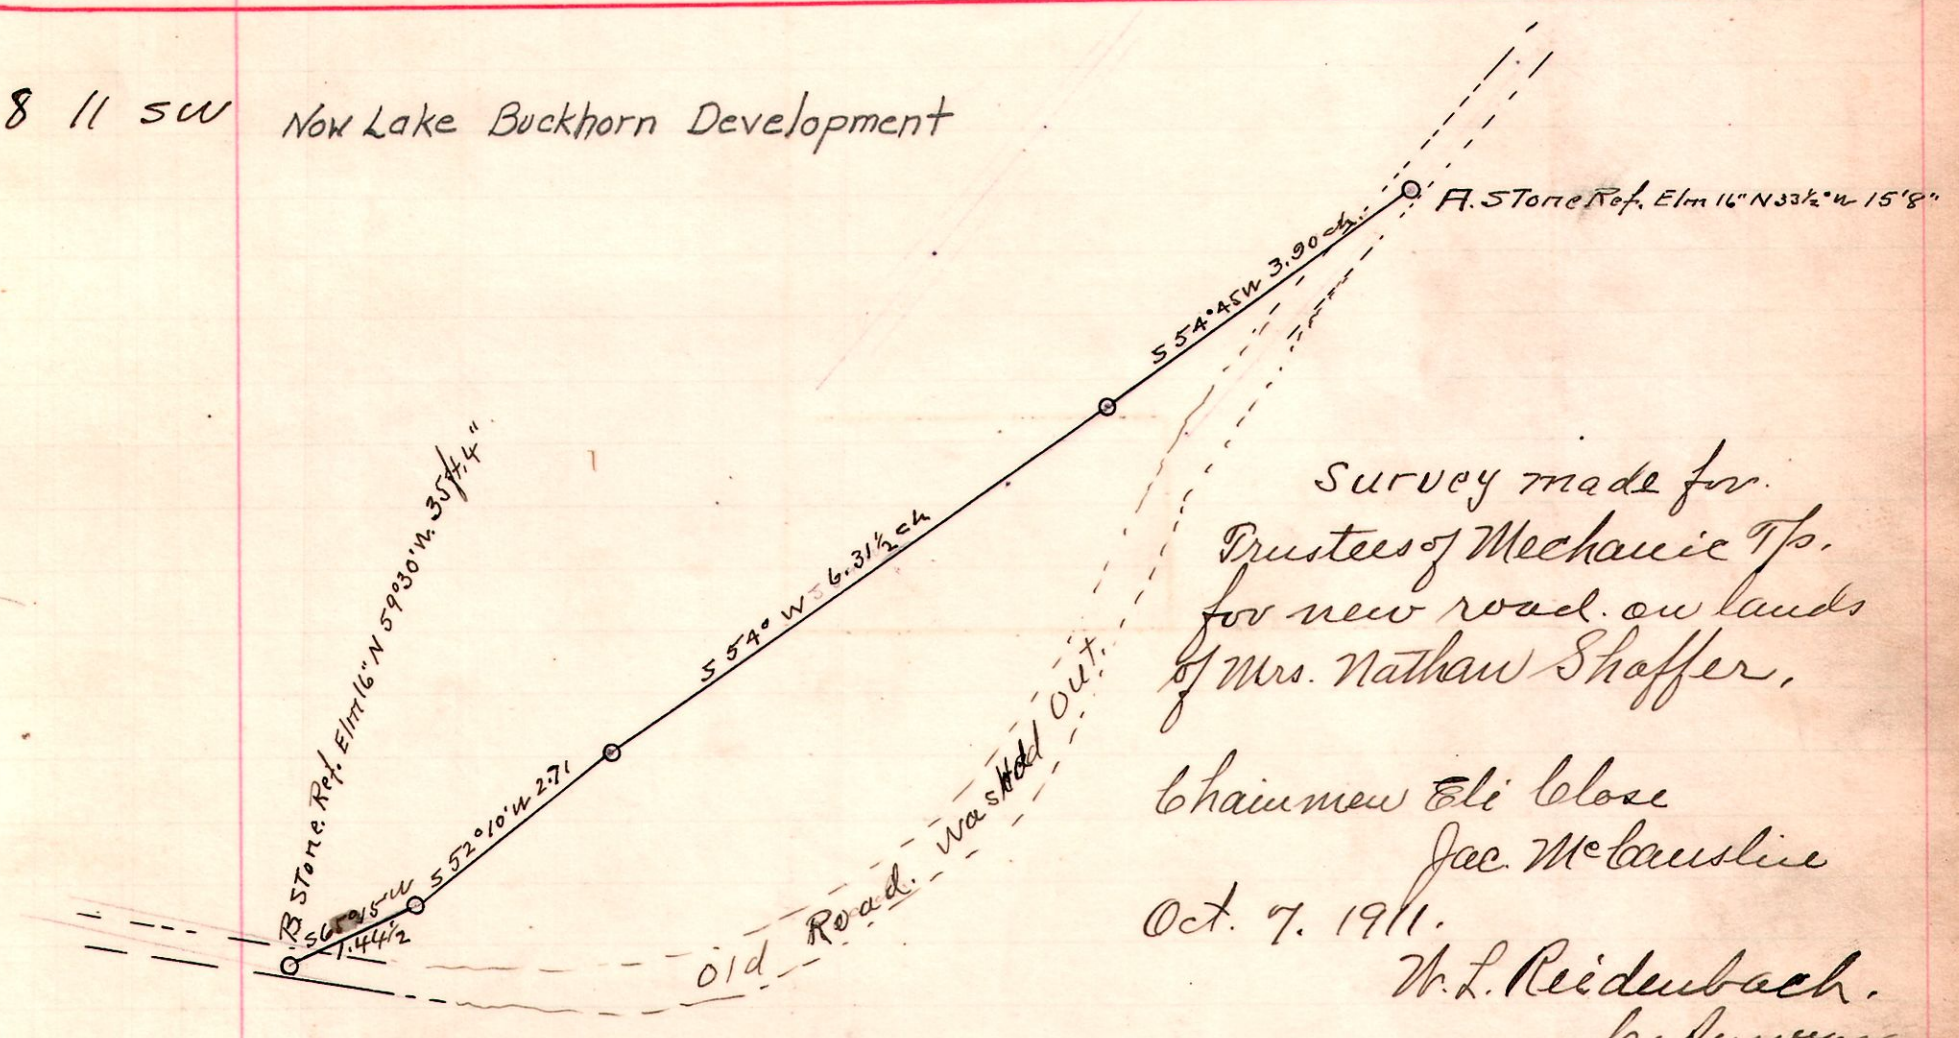 8 11 SW Now Lake Buckhorn Development
A. Stone Ref. Elm 16" N 33½° W 15'8"
S 54° 45 W 3.90 ch.
S 54° W 6.31½ ch
S 52° 10' W 2.71
S 65° 15 W
1.44½
B. Stone. Ref. Elm 16" N 59° 30' W. 35 ft. 4"
Old Road. Washed Out.
Survey made for.
Trustees of Mechanic Tp.
for new road. on lands
of Mrs. Nathan Shaffer.
Chainmen Eli Close
Jac. McCauslin
Oct. 7. 1911.
W. L. Reidenbach.